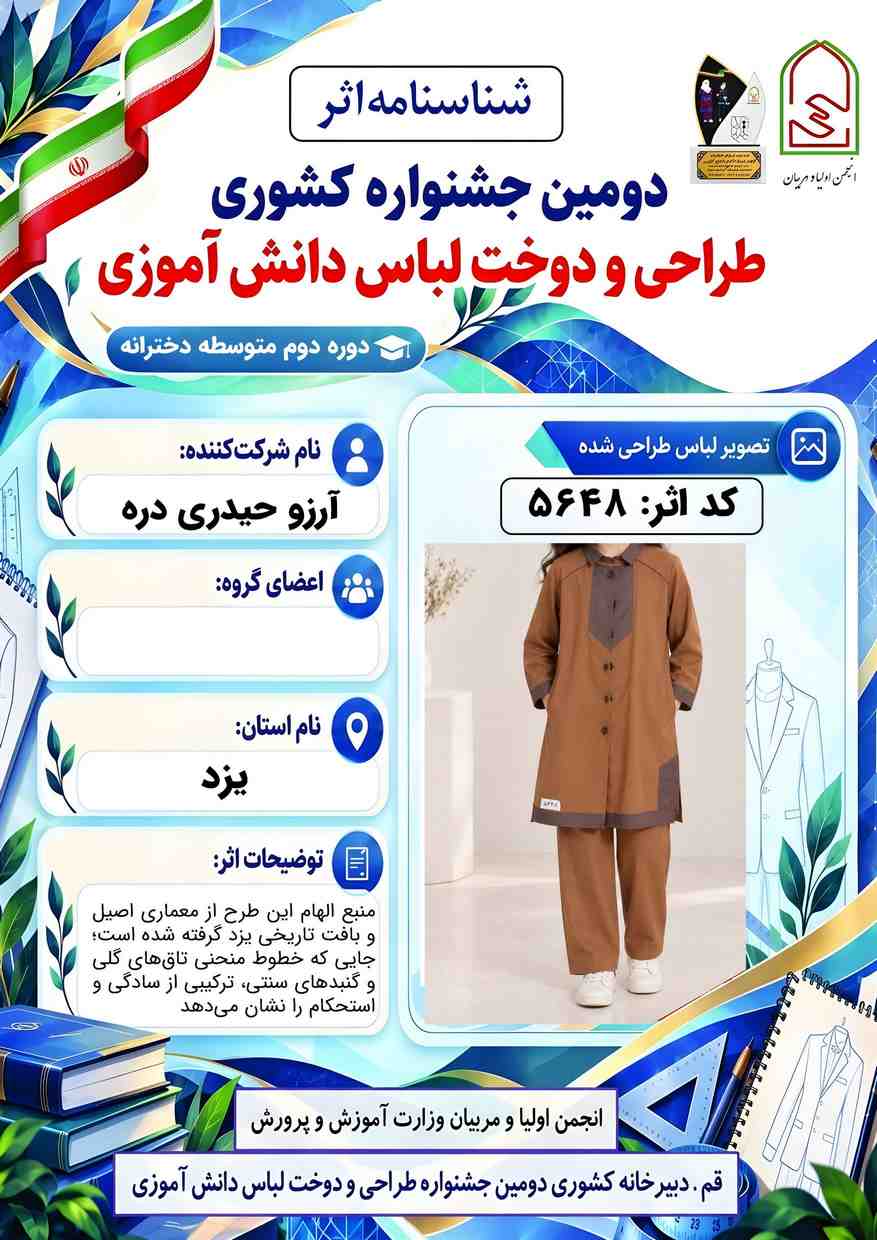 شناسنامه اثر
انجمن اولیا و مربیان
دومین جشنواره کشوری
طراحی و دوخت لباس دانش آموزی
دوره دوم متوسطه دخترانه
تصویر لباس طراحی شده
کد اثر: ۵۶۴۸
نام شرکت‌کننده:
آرزو حیدری دره
اعضای گروه:
نام استان:
یزد
توضیحات اثر:
منبع الهام این طرح از معماری اصیل
و بافت تاریخی یزد گرفته شده است؛
جایی که خطوط منحنی تاق‌های گلی
و گنبدهای سنتی، ترکیبی از سادگی و
استحکام را نشان می‌دهد
انجمن اولیا و مربیان وزارت آموزش و پرورش
قم . دبیرخانه کشوری دومین جشنواره طراحی و دوخت لباس دانش آموزی